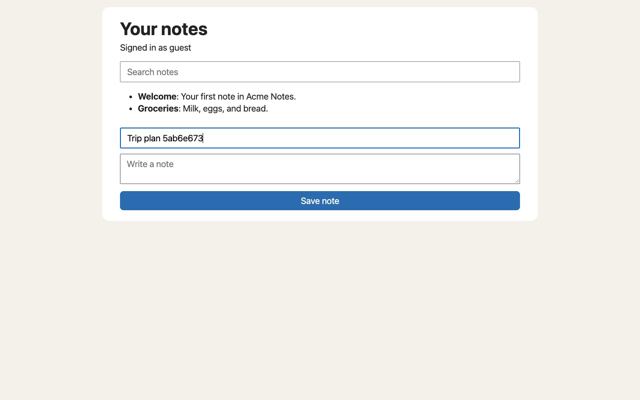 Your notes
Signed in as guest
Search notes
• Welcome: Your first note in Acme Notes.
• Groceries: Milk, eggs, and bread.
Trip plan 5ab6e673
Write a note
Save note